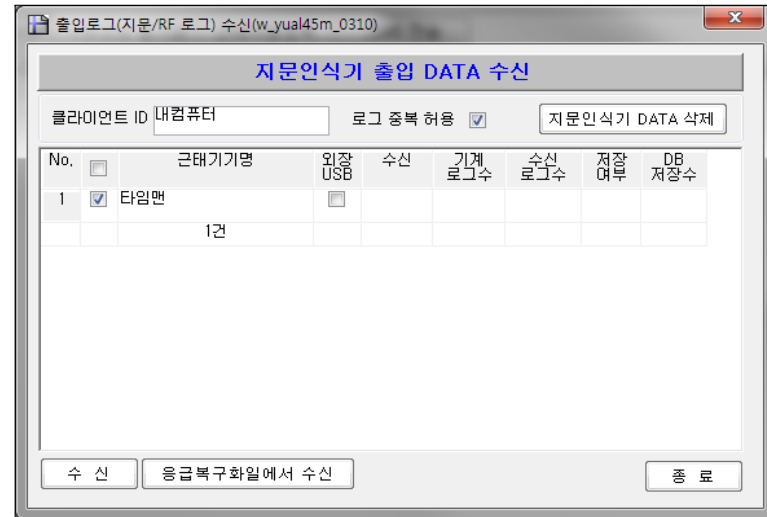 출입로그(지문/RF 로그) 수신(w_yual45m_0310)
지문인식기 출입 DATA 수신
클라이언트 ID 내컴퓨터 로그 중복 허용 지문인식기 DATA 삭제
No. 근태기기명 외장 USB 수신 기계 로그수 수신 로그수 저장 여부 DB 저장수
1 타임맨
1건
수 신 응급복구화일에서 수신 종 료